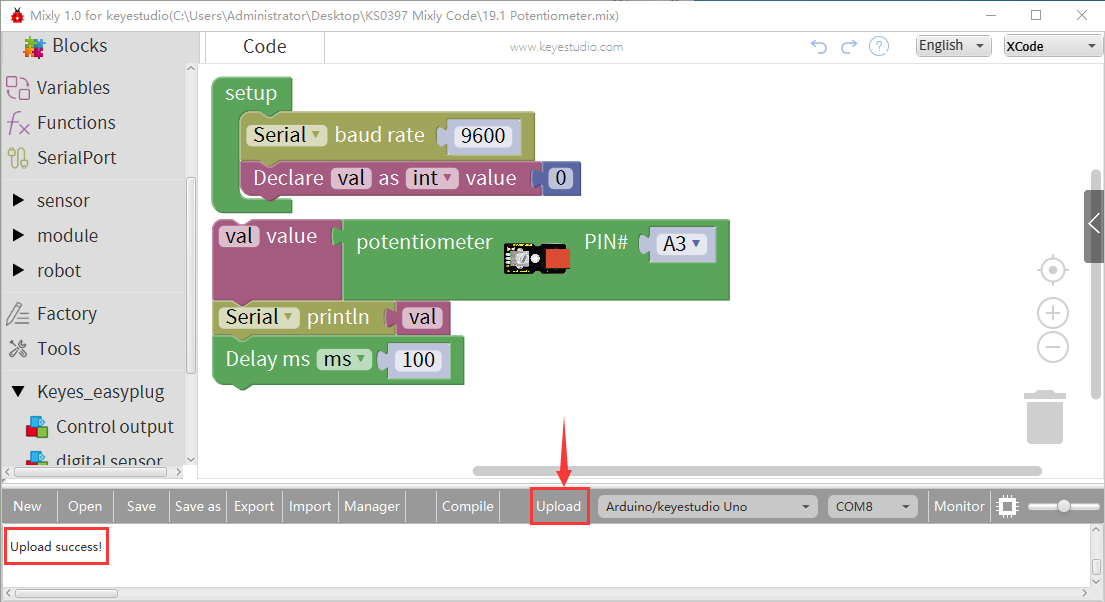 Mixly 1.0 for keyestudio(C:\Users\Administrator\Desktop\KS0397 Mixly Code\19.1 Potentiometer.mix)
Blocks
Code
www.keyestudio.com
?
English
XCode
Variables
Functions
SerialPort
sensor
module
robot
Factory
Tools
Keyes_easyplug
Control output
digital sensor
setup
Serial baud rate 9600
Declare val as int value 0
val value potentiometer PIN# A3
Serial println val
Delay ms ms 100
New Open Save Save as Export Import Manager Compile Upload Arduino/keyestudio Uno COM8 Monitor
Upload success!